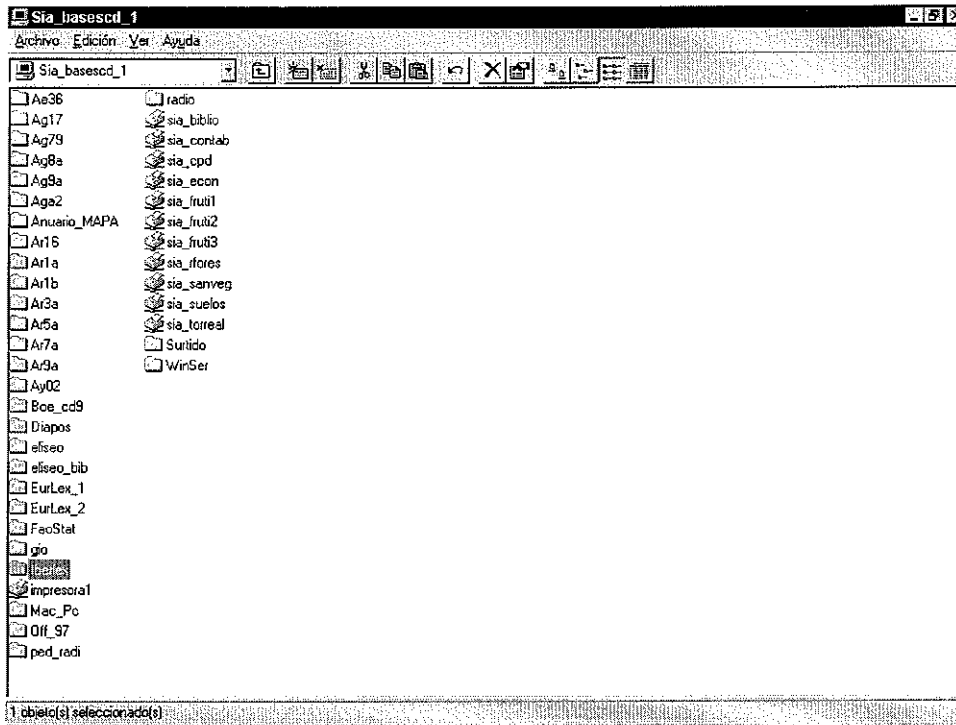 Sia_basescd_1
Archivo Edición Ver Ayuda
Sia_basescd_1
Ae36
Ag17
Ag79
Ag8a
Ag9a
Aga2
Anuario_MAPA
Ar16
Ar1a
Ar1b
Ar3a
Ar5a
Ar7a
Ar9a
Ay02
Boe_cd9
Diapos
eliseo
eliseo_bib
EurLex_1
EurLex_2
FaoStat
gio
impresora1
Mac_Pc
Off_97
ped_radi
radio
sia_biblio
sia_contab
sia_cpd
sia_econ
sia_fruti1
sia_fruti2
sia_fruti3
sia_rfores
sia_sanveg
sia_suelos
sia_torreal
Surtido
WinSer
1 objeto(s) seleccionado(s)